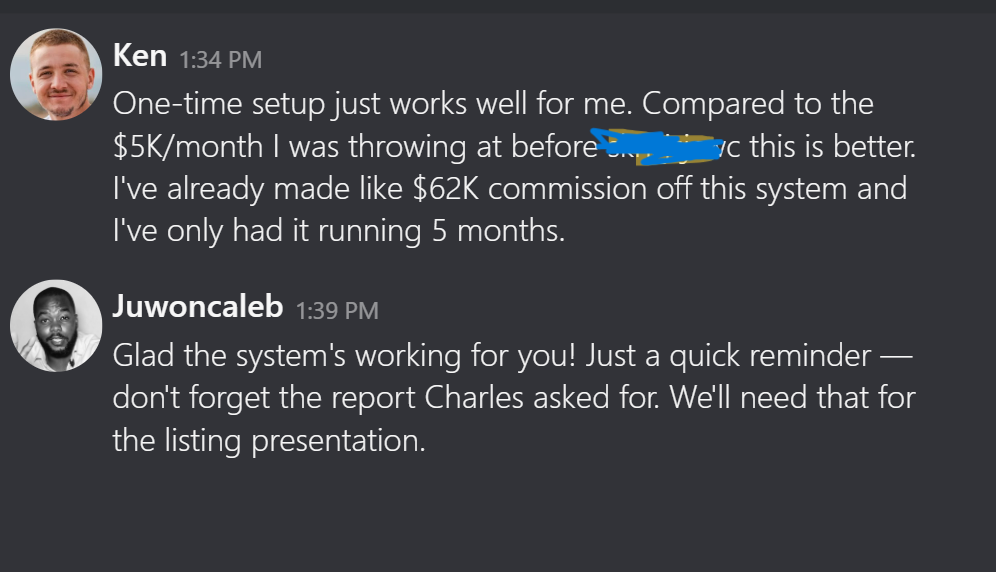 Ken 1:34 PM
One-time setup just works well for me. Compared to the
$5K/month I was throwing at before this is better.
I've already made like $62K commission off this system and
I've only had it running 5 months.
Juwoncaleb 1:39 PM
Glad the system's working for you! Just a quick reminder —
don't forget the report Charles asked for. We'll need that for
the listing presentation.